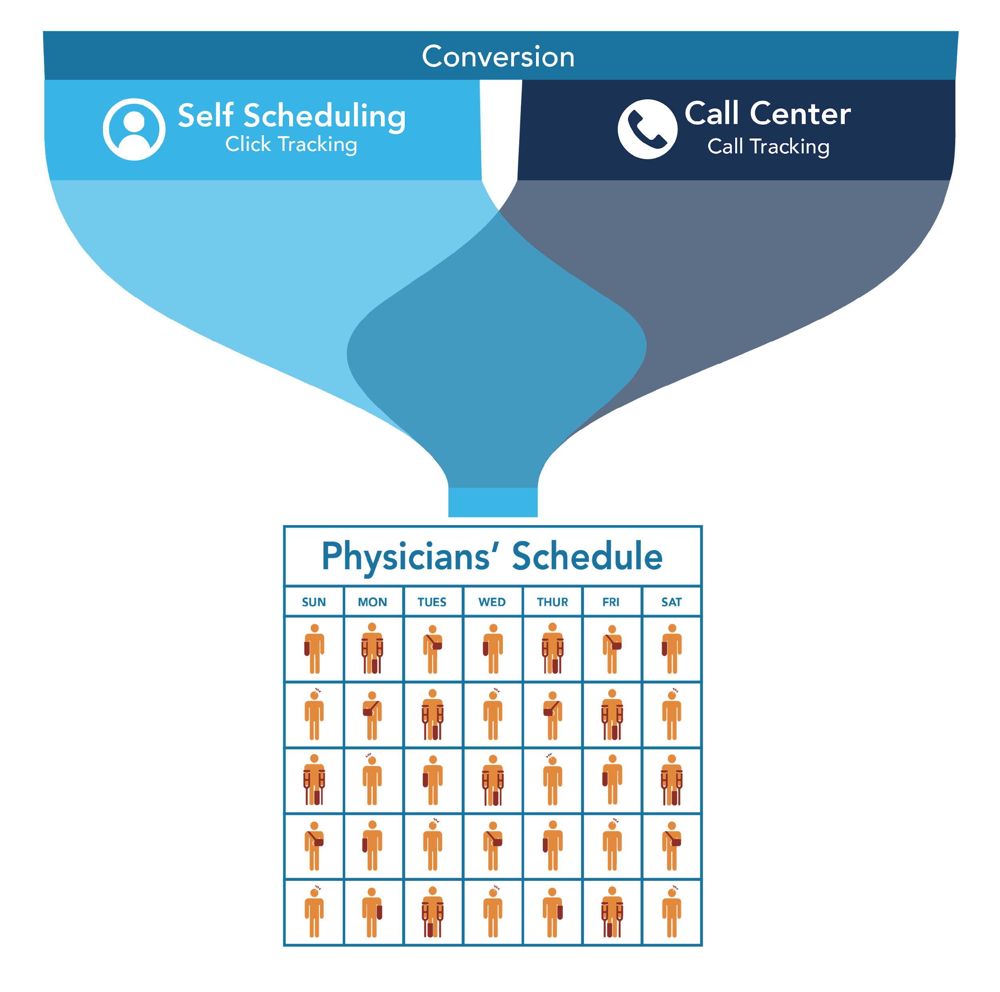 Conversion
Self Scheduling
Click Tracking
Call Center
Call Tracking
Physicians’ Schedule
SUN MON TUES WED THUR FRI SAT